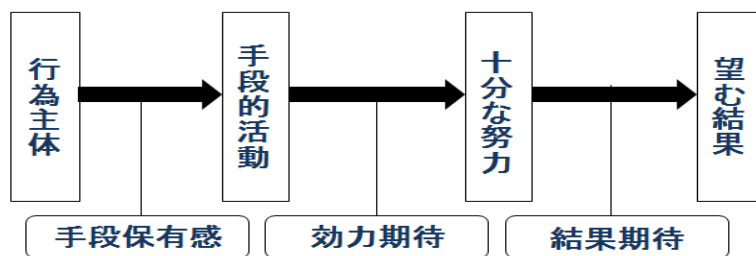 行為主体
手段的活動
十分な努力
望む結果
手段保有感
効力期待
結果期待